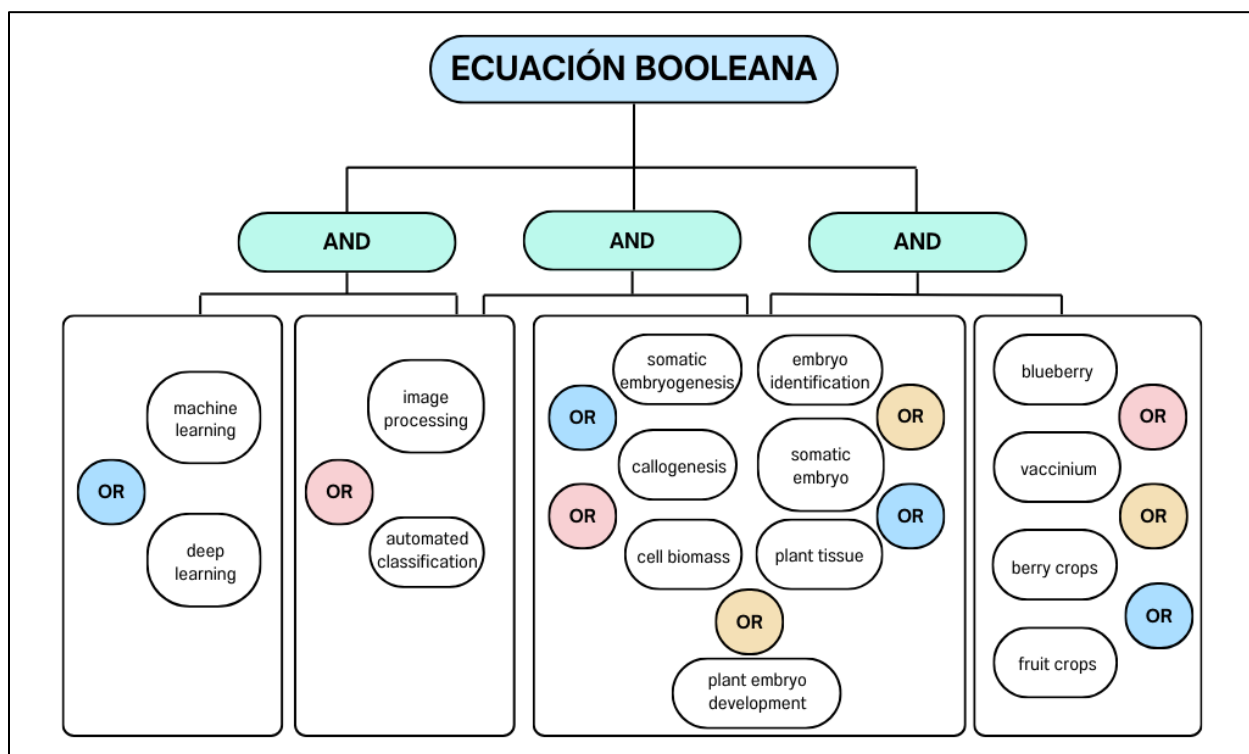 ECUACIÓN BOOLEANA
AND
AND
AND
machine
learning
OR
deep
learning
image
processing
OR
automated
classification
somatic
embryogenesis
OR
callogenesis
OR
cell biomass
embryo
identification
OR
somatic
embryo
OR
plant tissue
OR
plant embryo
development
blueberry
OR
vaccinium
OR
berry crops
OR
fruit crops